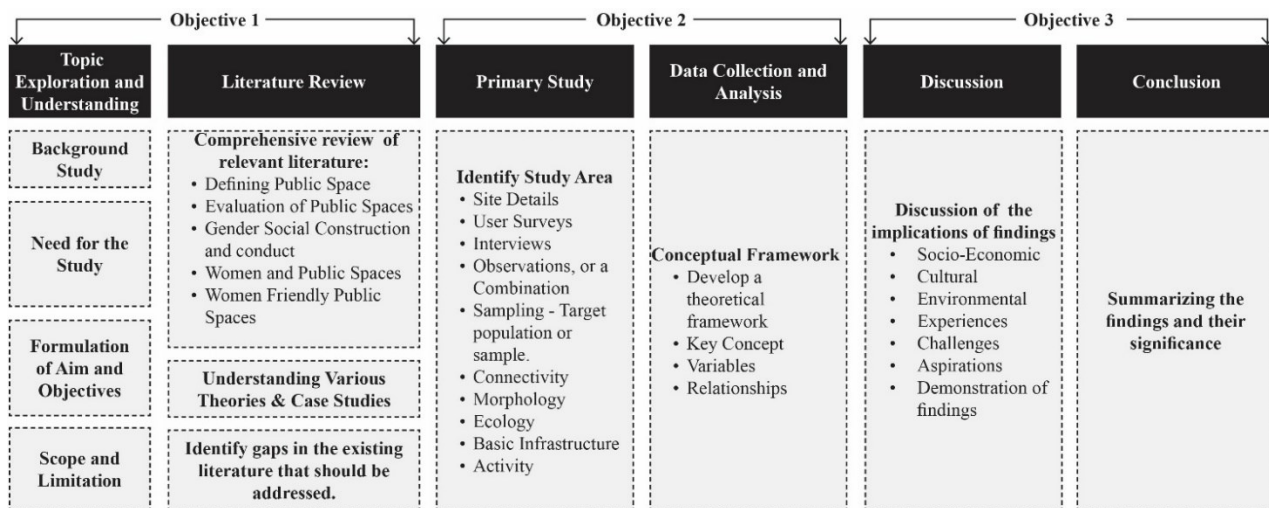 Objective 1
Objective 2
Objective 3
Topic
Exploration and
Understanding
Background
Study
Need for the
Study
Formulation
of Aim and
Objectives
Scope and
Limitation
Literature Review
Comprehensive review of
relevant literature:
• Defining Public Space
• Evaluation of Public Spaces
• Gender Social Construction
and conduct
• Women and Public Spaces
• Women Friendly Public
Spaces
Understanding Various
Theories & Case Studies
Identify gaps in the existing
literature that should be
addressed.
Primary Study
Identify Study Area
• Site Details
• User Surveys
• Interviews
• Observations, or a
Combination
• Sampling - Target
population or
sample.
• Connectivity
• Morphology
• Ecology
• Basic Infrastructure
• Activity
Data Collection and
Analysis
Conceptual Framework
• Develop a
theoretical
framework
• Key Concept
• Variables
• Relationships
Discussion
Discussion of the
implications of findings
• Socio-Economic
• Cultural
• Environmental
• Experiences
• Challenges
• Aspirations
• Demonstration of
findings
Conclusion
Summarizing the
findings and their
significance